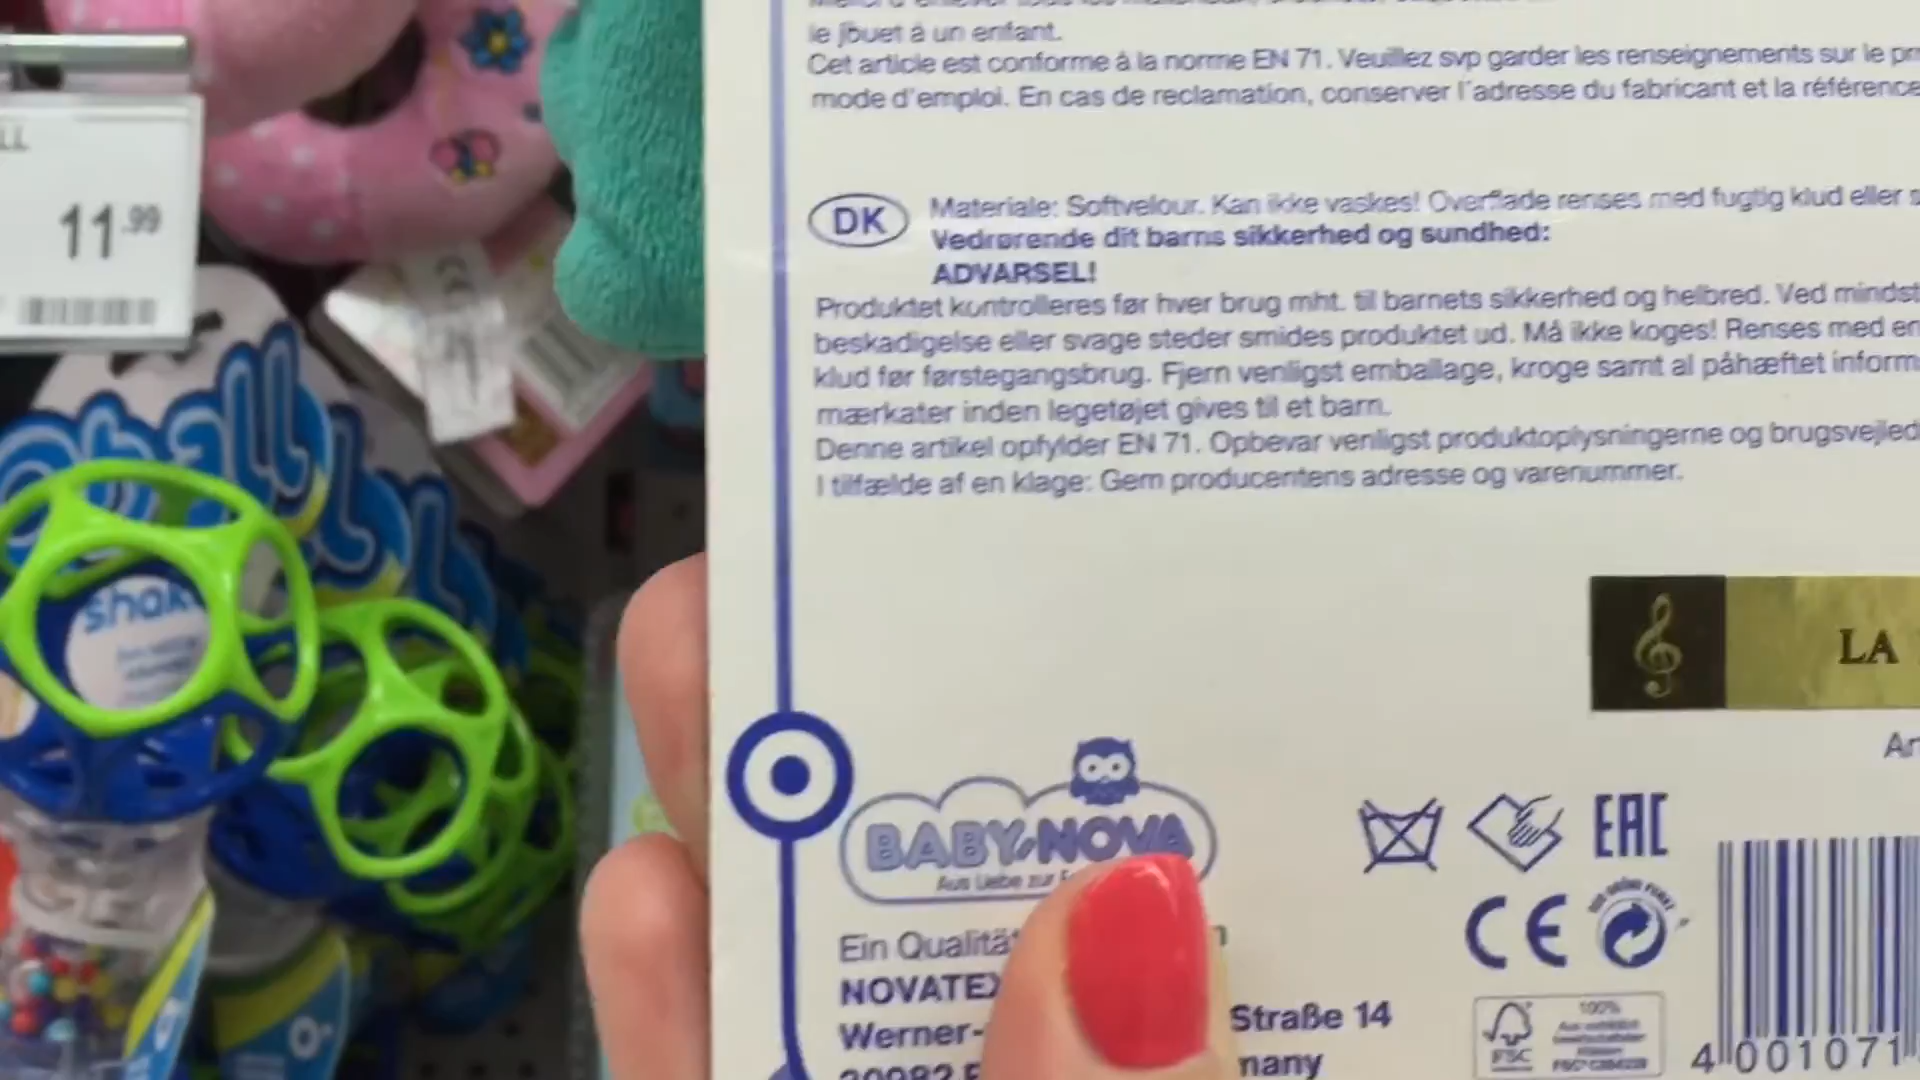 le jouet à un enfant.
Cet article est conforme á la norme EN 71. Veuillez svp garder les renseignements sur le
mode d'emploi. En cas de reclamation, conserver l'adresse du fabricant et la référence
11.99
DK
Materiale: Softvelour. Kan ikke vaskes! Overflade renses med fugtig klud eller
Vedrørende dit barns sikkerhed og sundhed:
ADVARSEL!
Produktet kontrolleres før hver brug mht. til barnets sikkerhed og helbred. Ved mindst
beskadigelse eller svage steder smides produktet ud. Må ikke koges! Renses med en
klud før førstegangsbrug. Fjern venligst emballage, kroge samt al påhæftet inform
mærkater inden legetøjet gives til et barn.
Denne artikel opfylder EN 71. Opbevar venligst produktoplysningerne og brugsvejled
I tilfælde af en klage: Gem producentens adresse og varenummer.
LA
BABY-NOVA
Aus Liebe zur
EAC
CE
Ein Qualitä
NOVATEX
Werner- Straße 14
many
FSC
100%
4 001071